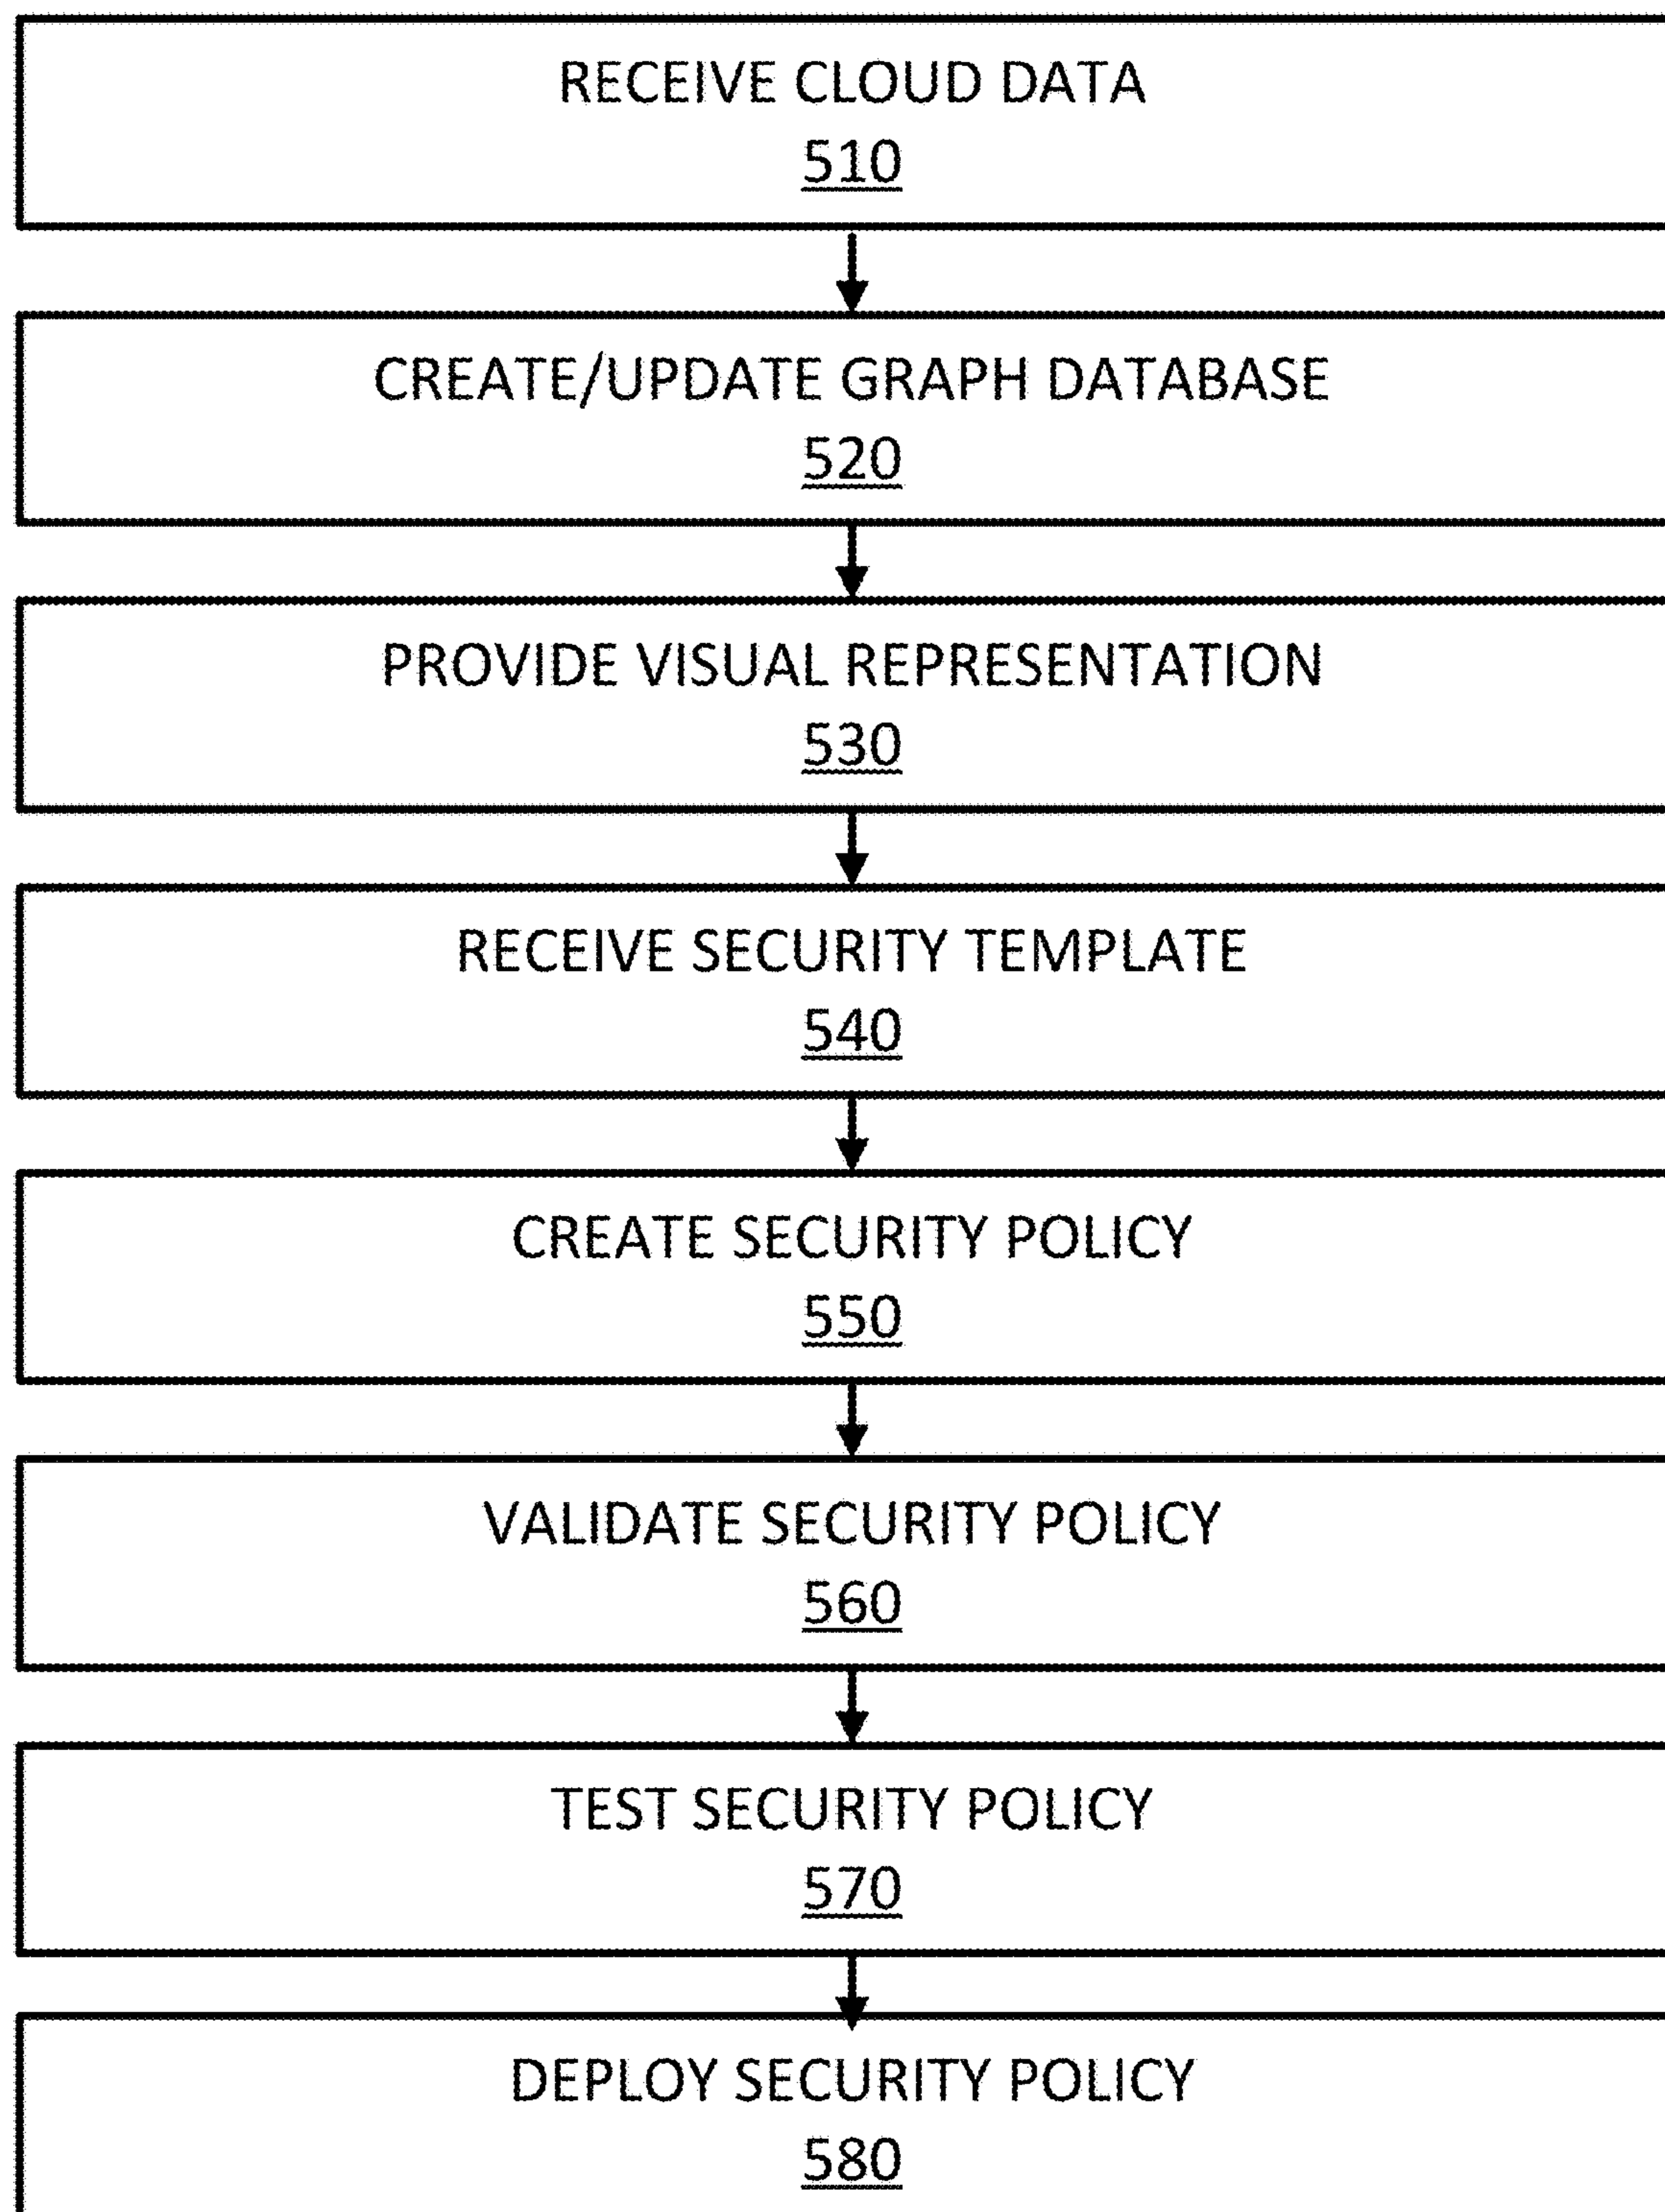 RECEIVE CLOUD DATA
510
CREATE/UPDATE GRAPH DATABASE
520
PROVIDE VISUAL REPRESENTATION
530
RECEIVE SECURITY TEMPLATE
540
CREATE SECURITY POLICY
550
VALIDATE SECURITY POLICY
560
TEST SECURITY POLICY
570
DEPLOY SECURITY POLICY
580